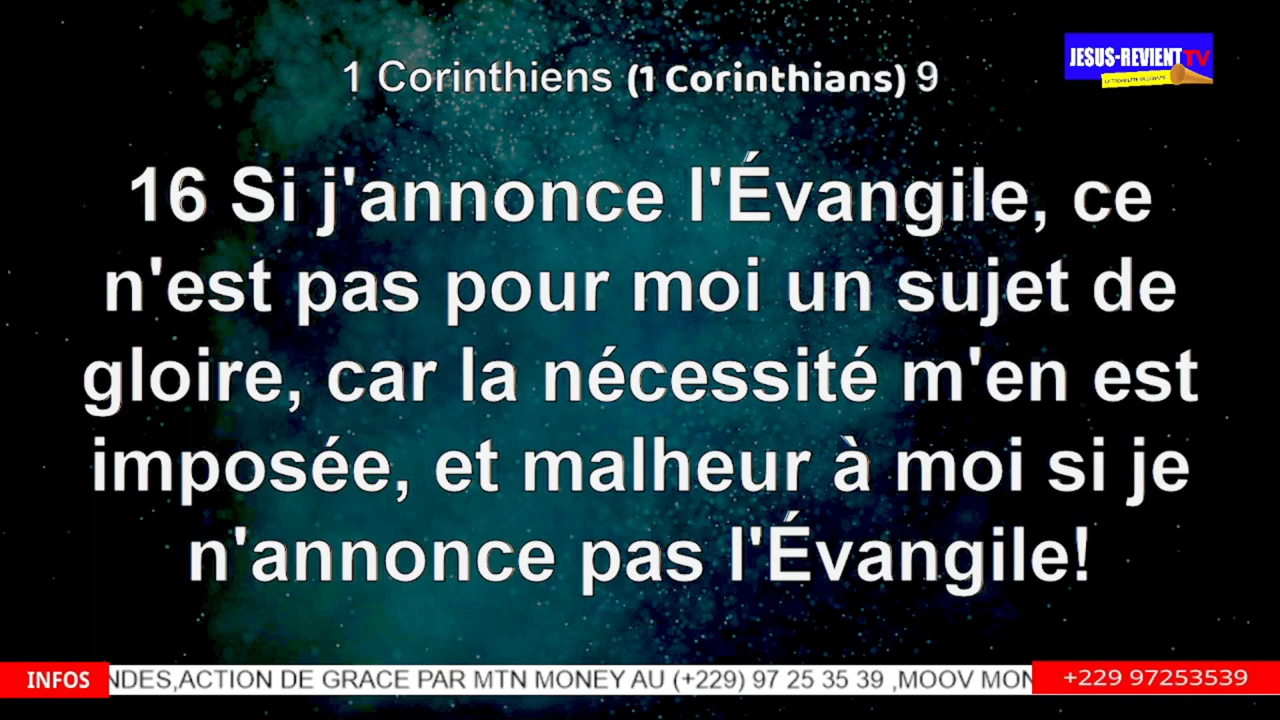 1 Corinthiens (1 Corinthians) 9
JESUS-REVIENT TV
16 Si j'annonce l'Évangile, ce
n'est pas pour moi un sujet de
gloire, car la nécessité m'en est
imposée, et malheur à moi si je
n'annonce pas l'Évangile!
INFOS
NDES,ACTION DE GRACE PAR MTN MONEY AU (+229) 97 25 35 39 ,MOOV MON
+229 97253539